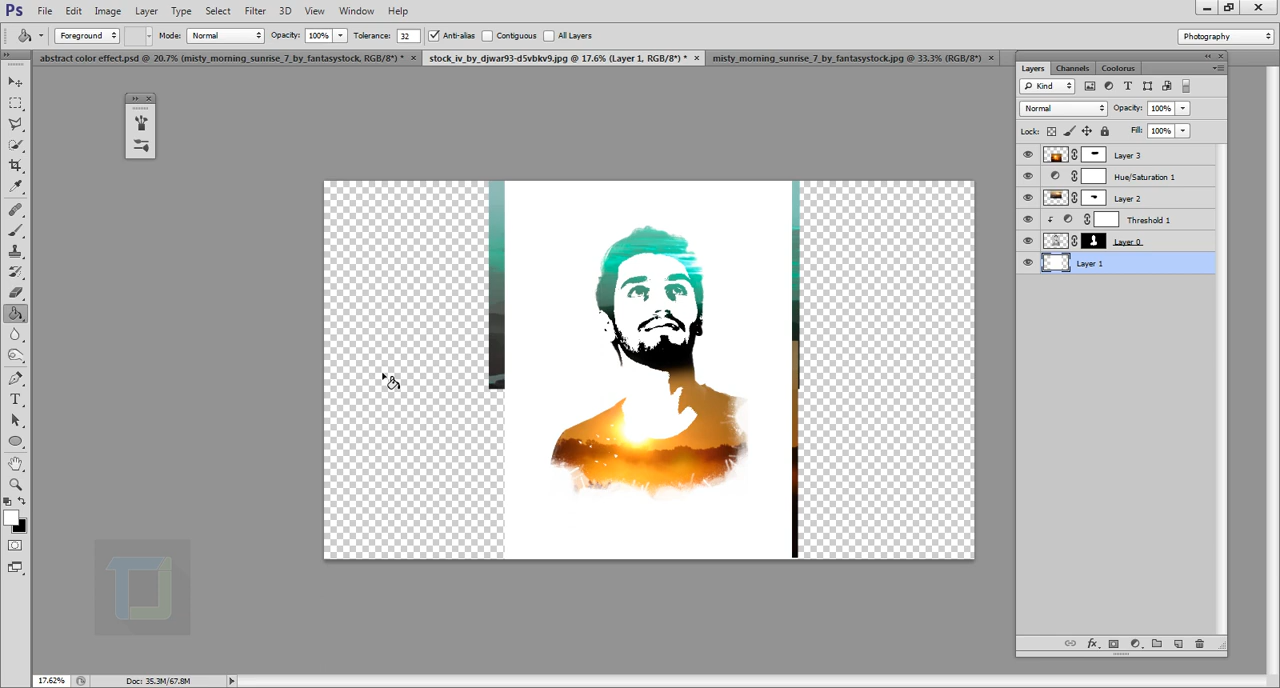 Ps File Edit Image Layer Type Select Filter 3D View Window Help
Foreground Mode: Normal Opacity: 100% Tolerance: 32 Anti-alias Contiguous All Layers Photography
abstract color effect.psd @ 20.7% (misty_morning_sunrise_7_by_fantasystock, RGB/8*) * stock_iv_by_djwar93-d5vbkv9.jpg @ 17.6% (Layer 1, RGB/8*) * misty_morning_sunrise_7_by_fantasystock.jpg @ 33.3% (RGB/8*)
Layers Channels Coolorus
Kind
Normal Opacity: 100%
Lock: Fill: 100%
Layer 3
Hue/Saturation 1
Layer 2
Threshold 1
Layer 0
Layer 1
17.62% Doc: 35.3M/67.8M